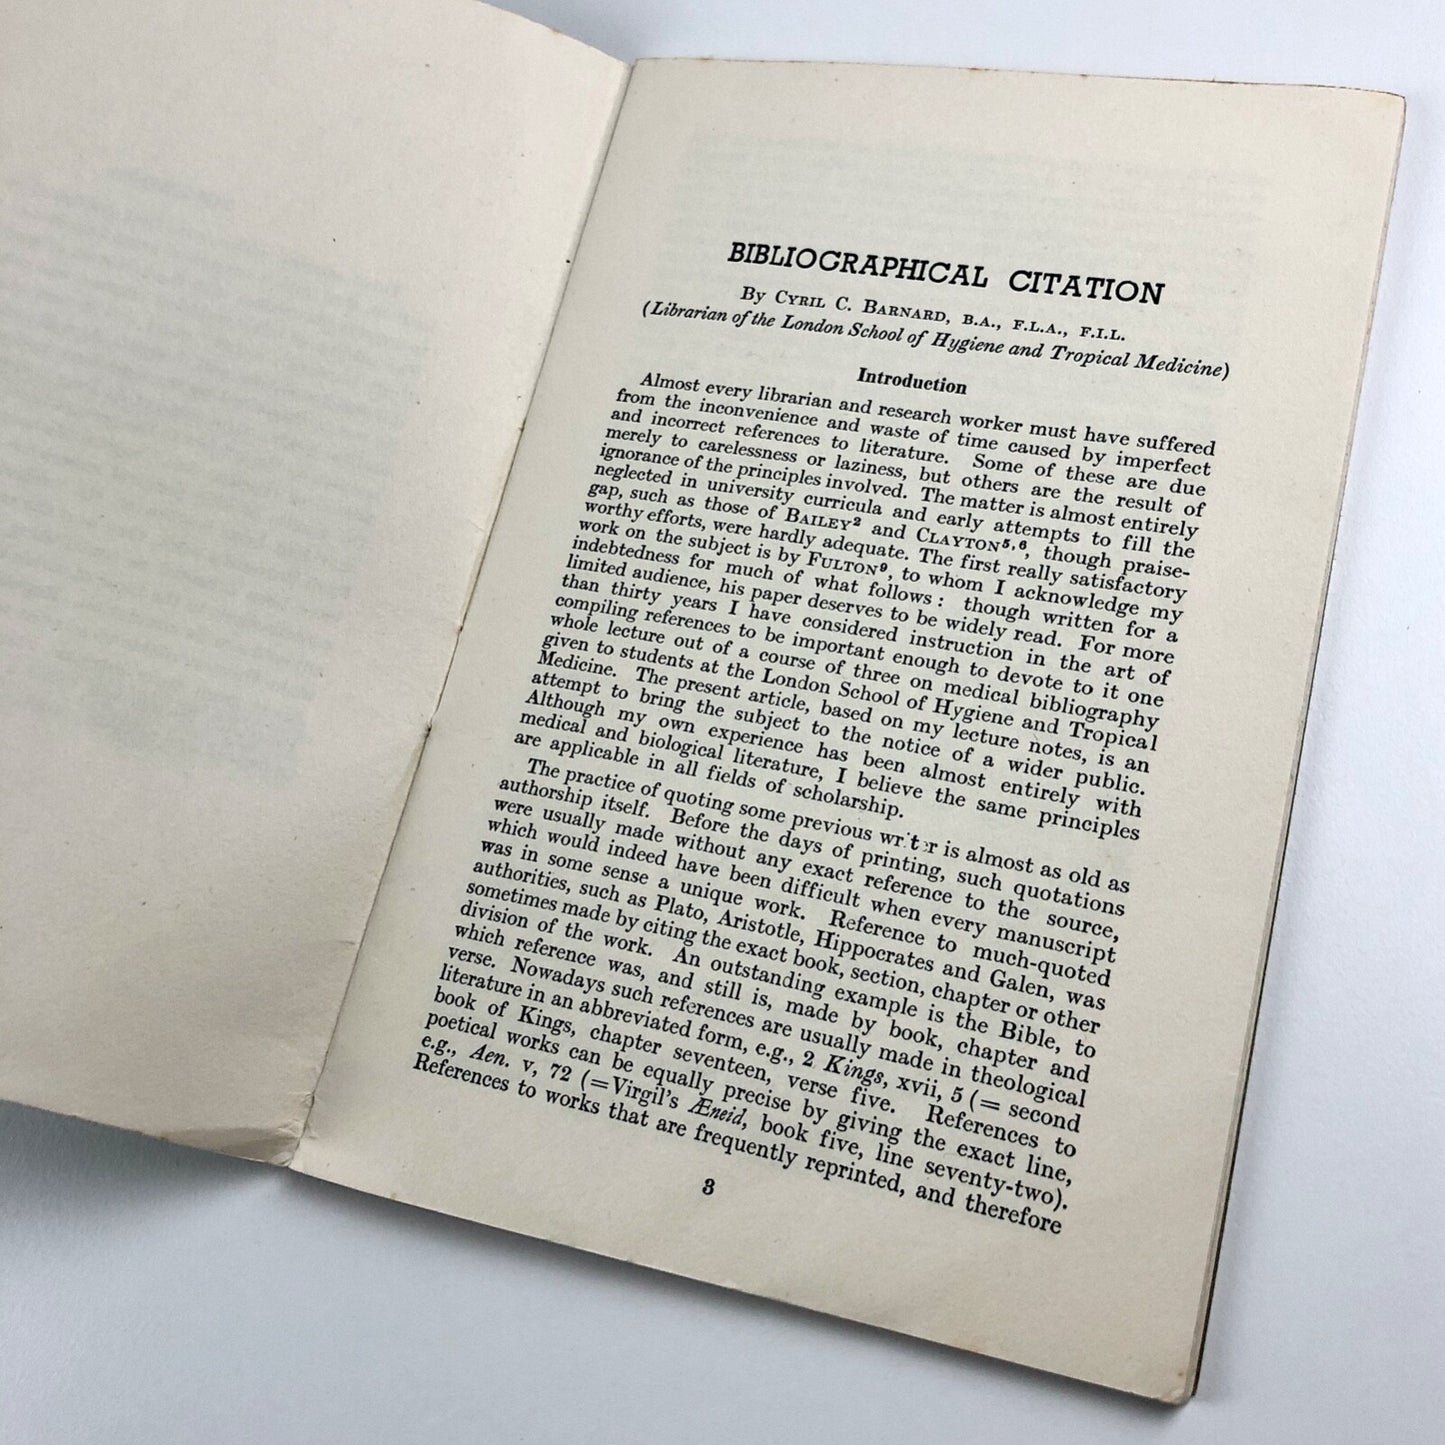 BIBLIOGRAPHICAL CITATION
By CYRIL C. BARNARD, B.A., F.L.A., F.I.L.
(Librarian of the London School of Hygiene and Tropical Medicine)
Introduction
Almost every librarian and research worker must have suffered
from the inconvenience and waste of time caused by imperfect
and incorrect references to literature. Some of these are due
merely to carelessness or laziness, but others are the result of
ignorance of the principles involved. The matter is almost entirely
neglected in university curricula and early attempts to fill the
gap, such as those of BAILEY² and CLAYTON⁵,⁶, though praise-
worthy efforts, were hardly adequate. The first really satisfactory
work on the subject is by FULTON⁹, to whom I acknowledge my
indebtedness for much of what follows: though written for a
limited audience, his paper deserves to be widely read. For more
than thirty years I have considered instruction in the art of
compiling references to be important enough to devote to it one
whole lecture out of a course of three on medical bibliography
given to students at the London School of Hygiene and Tropical
Medicine. The present article, based on my lecture notes, is an
attempt to bring the subject to the notice of a wider public.
Although my own experience has been almost entirely with
medical and biological literature, I believe the same principles
are applicable in all fields of scholarship.
The practice of quoting some previous writer is almost as old as
authorship itself. Before the days of printing, such quotations
were usually made without any exact reference to the source,
which would indeed have been difficult when every manuscript
was in some sense a unique work. Reference to much-quoted
authorities, such as Plato, Aristotle, Hippocrates and Galen, was
sometimes made by citing the exact book, section, chapter or other
division of the work. An outstanding example is the Bible, to
which reference was, and still is, made by book, chapter and
verse. Nowadays such references are usually made in theological
literature in an abbreviated form, e.g., 2 Kings, xvii, 5 (= second
book of Kings, chapter seventeen, verse five. References to
poetical works can be equally precise by giving the exact line,
e.g., Aen. v, 72 (=Virgil's Æneid, book five, line seventy-two).
References to works that are frequently reprinted, and therefore
3